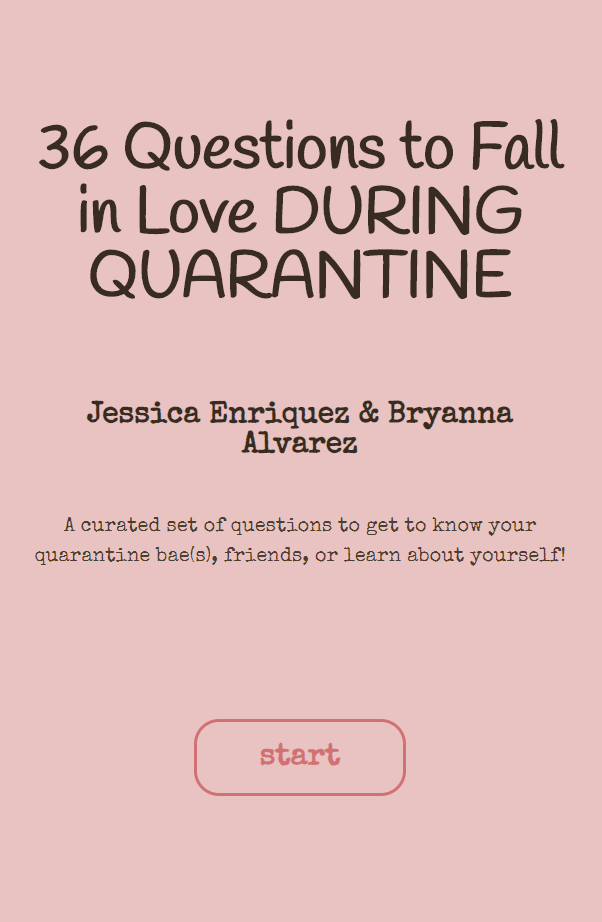 36 Questions to Fall
in Love DURING
QUARANTINE
Jessica Enriquez & Bryanna
Alvarez
A curated set of questions to get to know your
quarantine bae(s), friends, or learn about yourself!
start